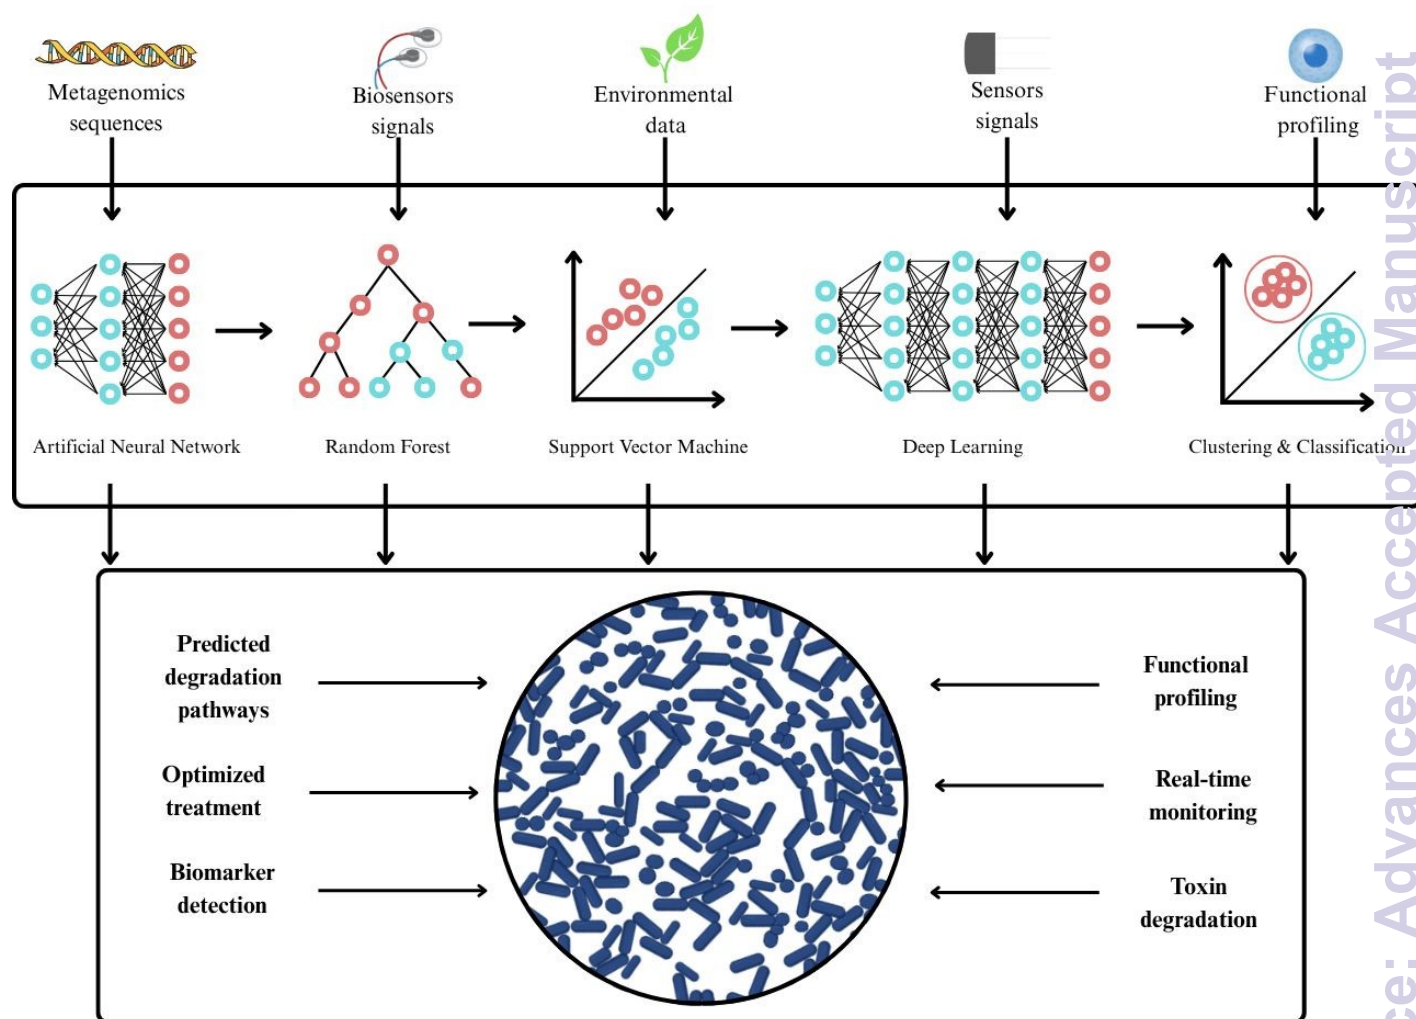 Metagenomics
sequences
Biosensors
signals
Environmental
data
Sensors
signals
Functional
profiling
Artificial Neural Network
Random Forest
Support Vector Machine
Deep Learning
Clustering & Classification
Predicted
degradation
pathways
Optimized
treatment
Biomarker
detection
Functional
profiling
Real-time
monitoring
Toxin
degradation
ce: Advances Accepted Manuscript